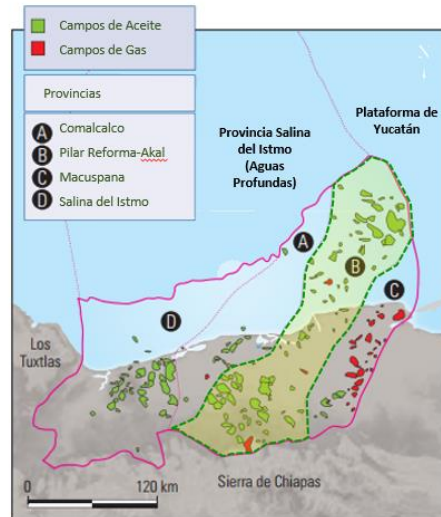 Campos de Aceite
Campos de Gas
Provincias
A Comalcalco
B Pilar Reforma-Akal
C Macuspana
D Salina del Istmo
Provincia Salina
del Istmo
(Aguas
Profundas)
Plataforma de
Yucatán
N
A
B
C
D
Los
Tuxtlas
Sierra de Chiapas
0
120 km